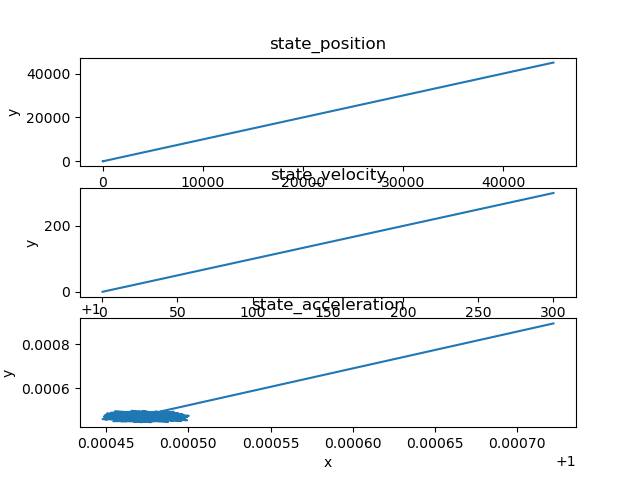 state_position
40000
20000
0
y
0 10000 20000 30000 40000
state_velocity
200
0
y
0 50 100 150 200 250 300
+1
state_acceleration
0.0008
0.0006
y
0.00045 0.00050 0.00055 0.00060 0.00065 0.00070
x
+1